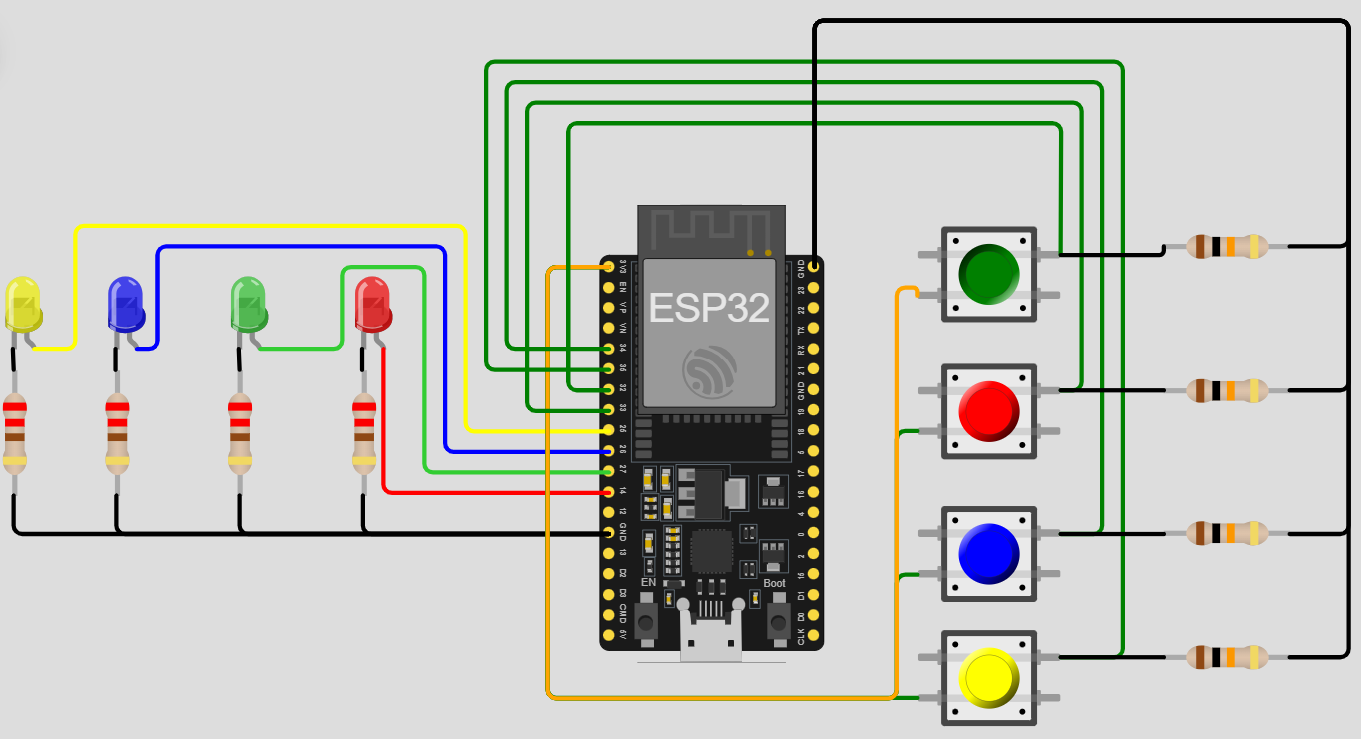 ESP32
3V3
EN
VP
VN
34
35
32
33
25
26
27
14
12
GND
13
D2
D3
CMD
5V
GND
23
22
TX
RX
21
GND
19
18
5
17
16
4
0
2
15
D1
D0
CLK
EN
Boot